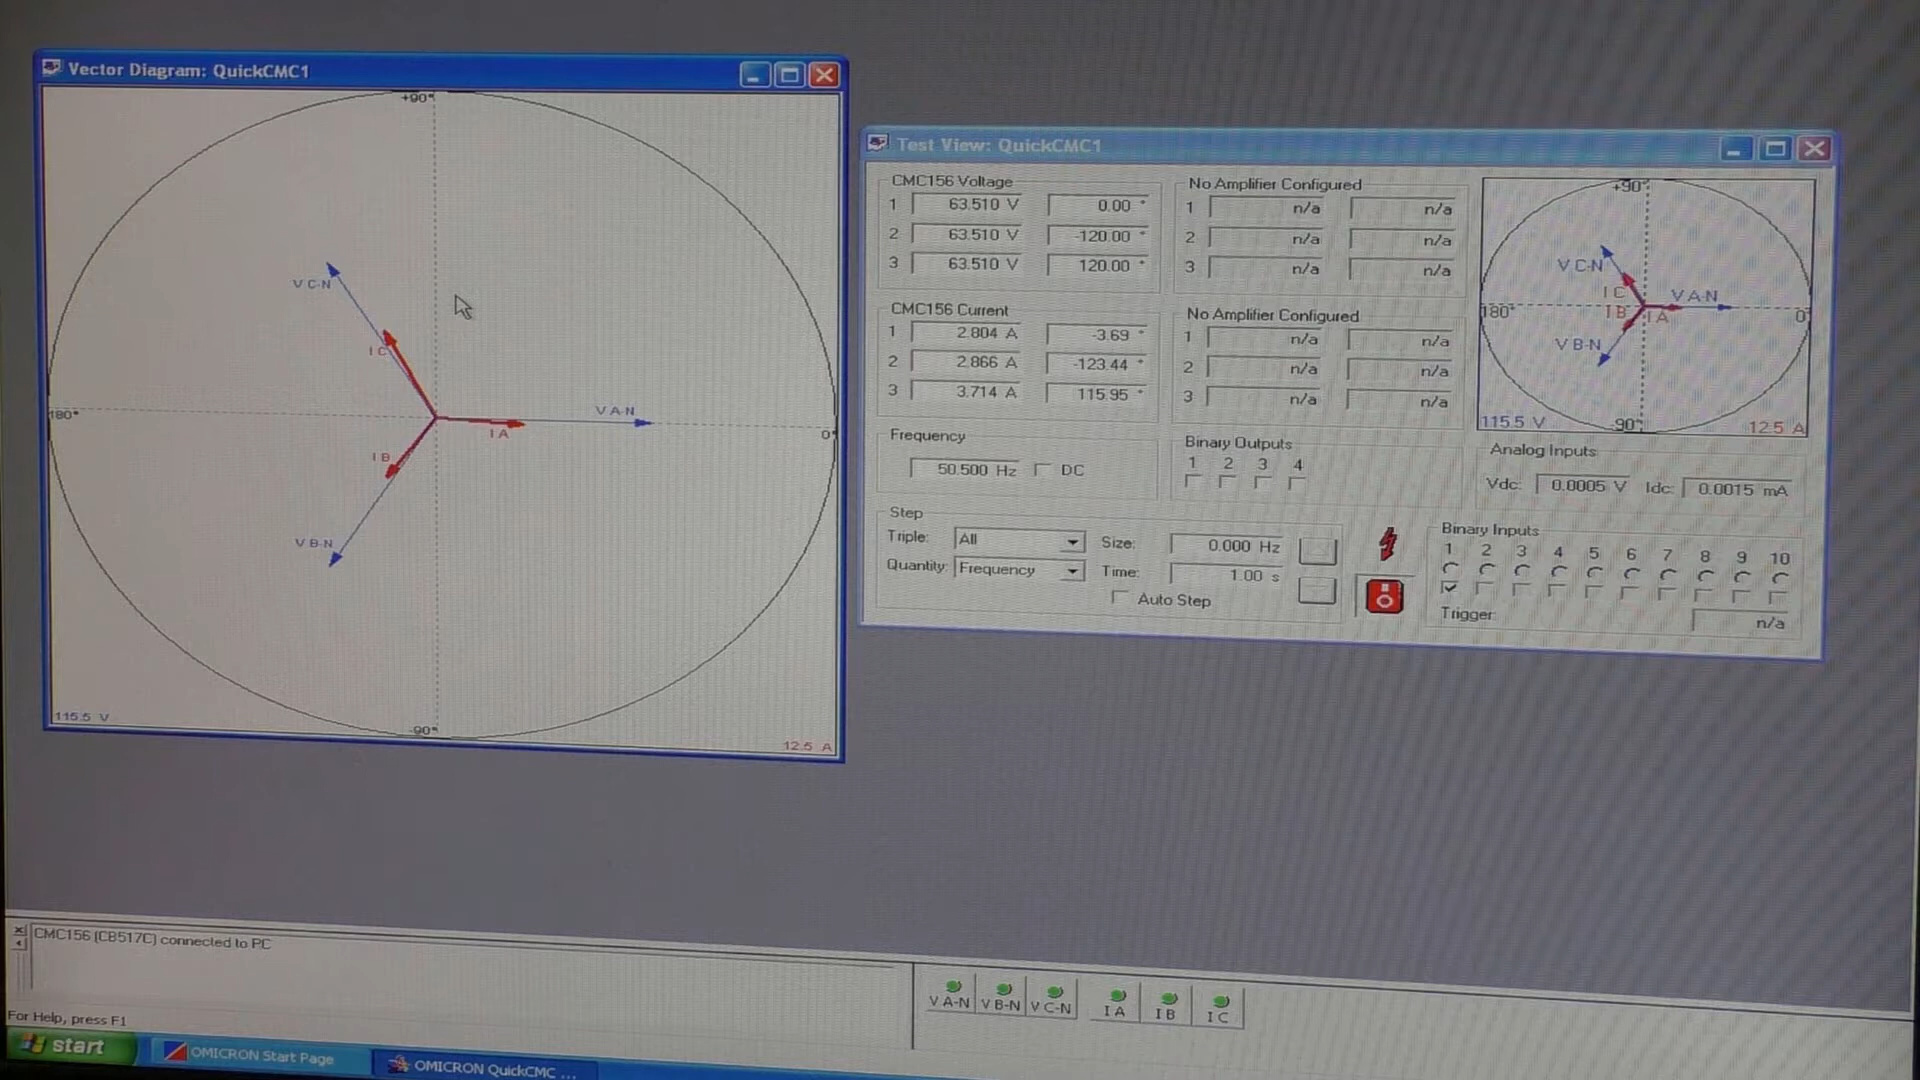 Vector Diagram: QuickCMC1
+90°
V C-N
I C
180°
V A-N
I A
0°
I B
V B-N
-90°
115.5 V
12.5 A
Test View: QuickCMC1
CMC156 Voltage
1 63.510 V 0.00 °
2 63.510 V -120.00 °
3 63.510 V 120.00 °
CMC156 Current
1 2.804 A -3.69 °
2 2.866 A -123.44 °
3 3.714 A 115.95 °
Frequency
50.500 Hz DC
Step
Triple: All Size: 0.000 Hz
Quantity: Frequency Time: 1.00 s
Auto Step
No Amplifier Configured
1 n/a n/a
2 n/a n/a
3 n/a n/a
No Amplifier Configured
1 n/a n/a
2 n/a n/a
3 n/a n/a
Binary Outputs
1 2 3 4
+90°
V C-N
I C
V A-N
180°
0°
I B
I A
V B-N
115.5 V
-90°
12.5 A
Analog Inputs
Vdc: 0.0005 V Idc: 0.0015 mA
Binary Inputs
1 2 3 4 5 6 7 8 9 10
Trigger:
n/a
CMC156 (CB517C) connected to PC
V A-N V B-N V C-N I A I B I C
For Help, press F1
start
OMICRON Start Page
OMICRON QuickCMC ...